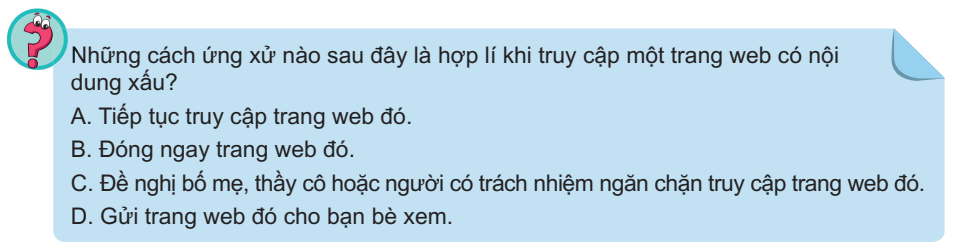 Những cách ứng xử nào sau đây là hợp lí khi truy cập một trang web có nội
dung xấu?
A. Tiếp tục truy cập trang web đó.
B. Đóng ngay trang web đó.
C. Đề nghị bố mẹ, thầy cô hoặc người có trách nhiệm ngăn chặn truy cập trang web đó.
D. Gửi trang web đó cho bạn bè xem.